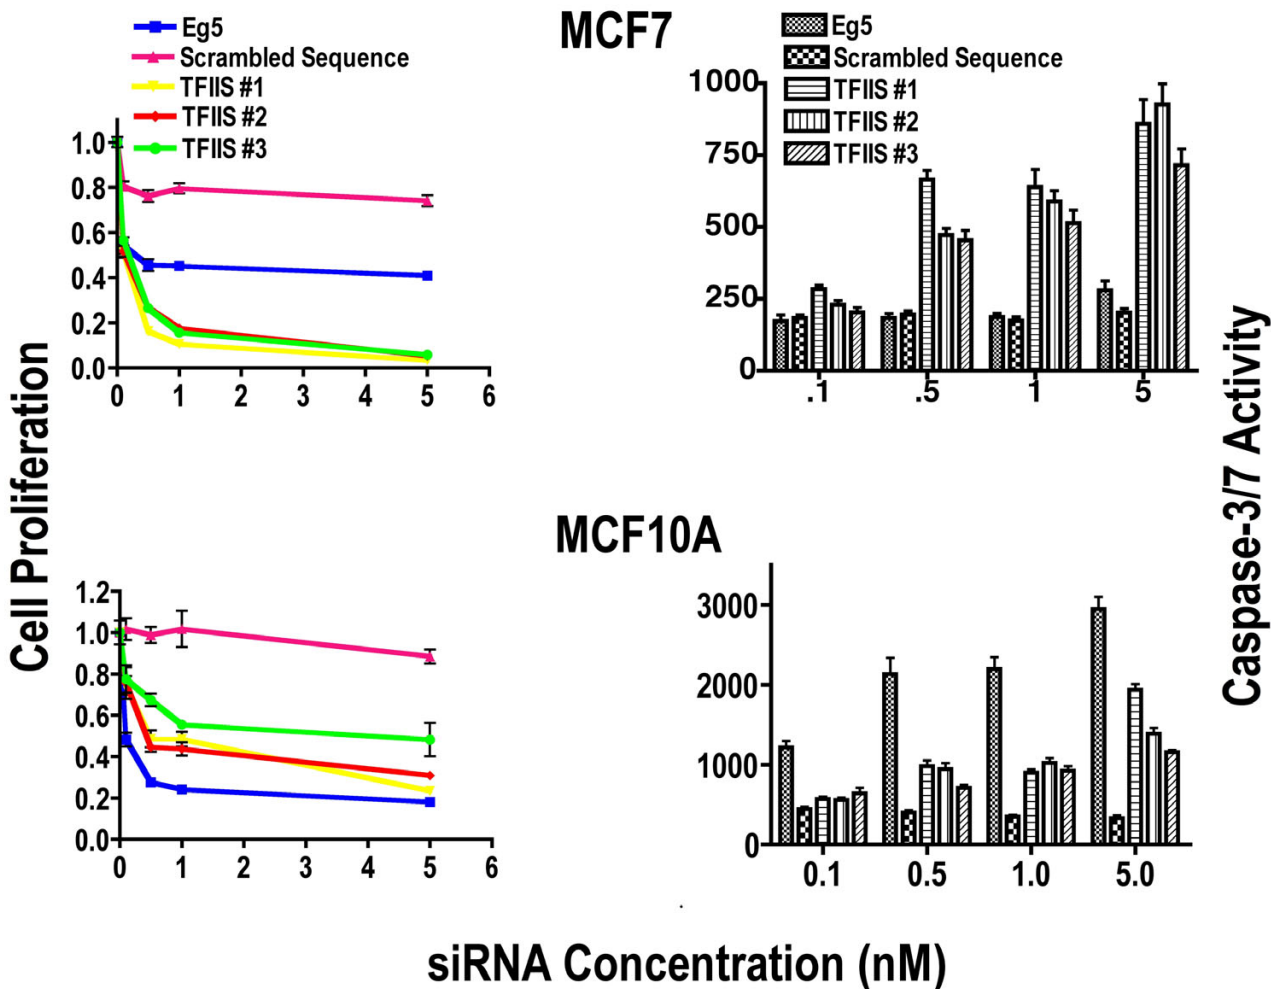 MCF7
Eg5
Scrambled Sequence
TFIIS #1
TFIIS #2
TFIIS #3
1.0
0.8
0.6
0.4
0.2
0.0
0 1 2 3 4 5 6
Eg5
Scrambled Sequence
TFIIS #1
TFIIS #2
TFIIS #3
1000
750
500
250
0
.1 .5 1 5
Cell Proliferation
Caspase-3/7 Activity
MCF10A
1.2
1.0
0.8
0.6
0.4
0.2
0.0
0 1 2 3 4 5 6
3000
2000
1000
0
0.1 0.5 1.0 5.0
siRNA Concentration (nM)